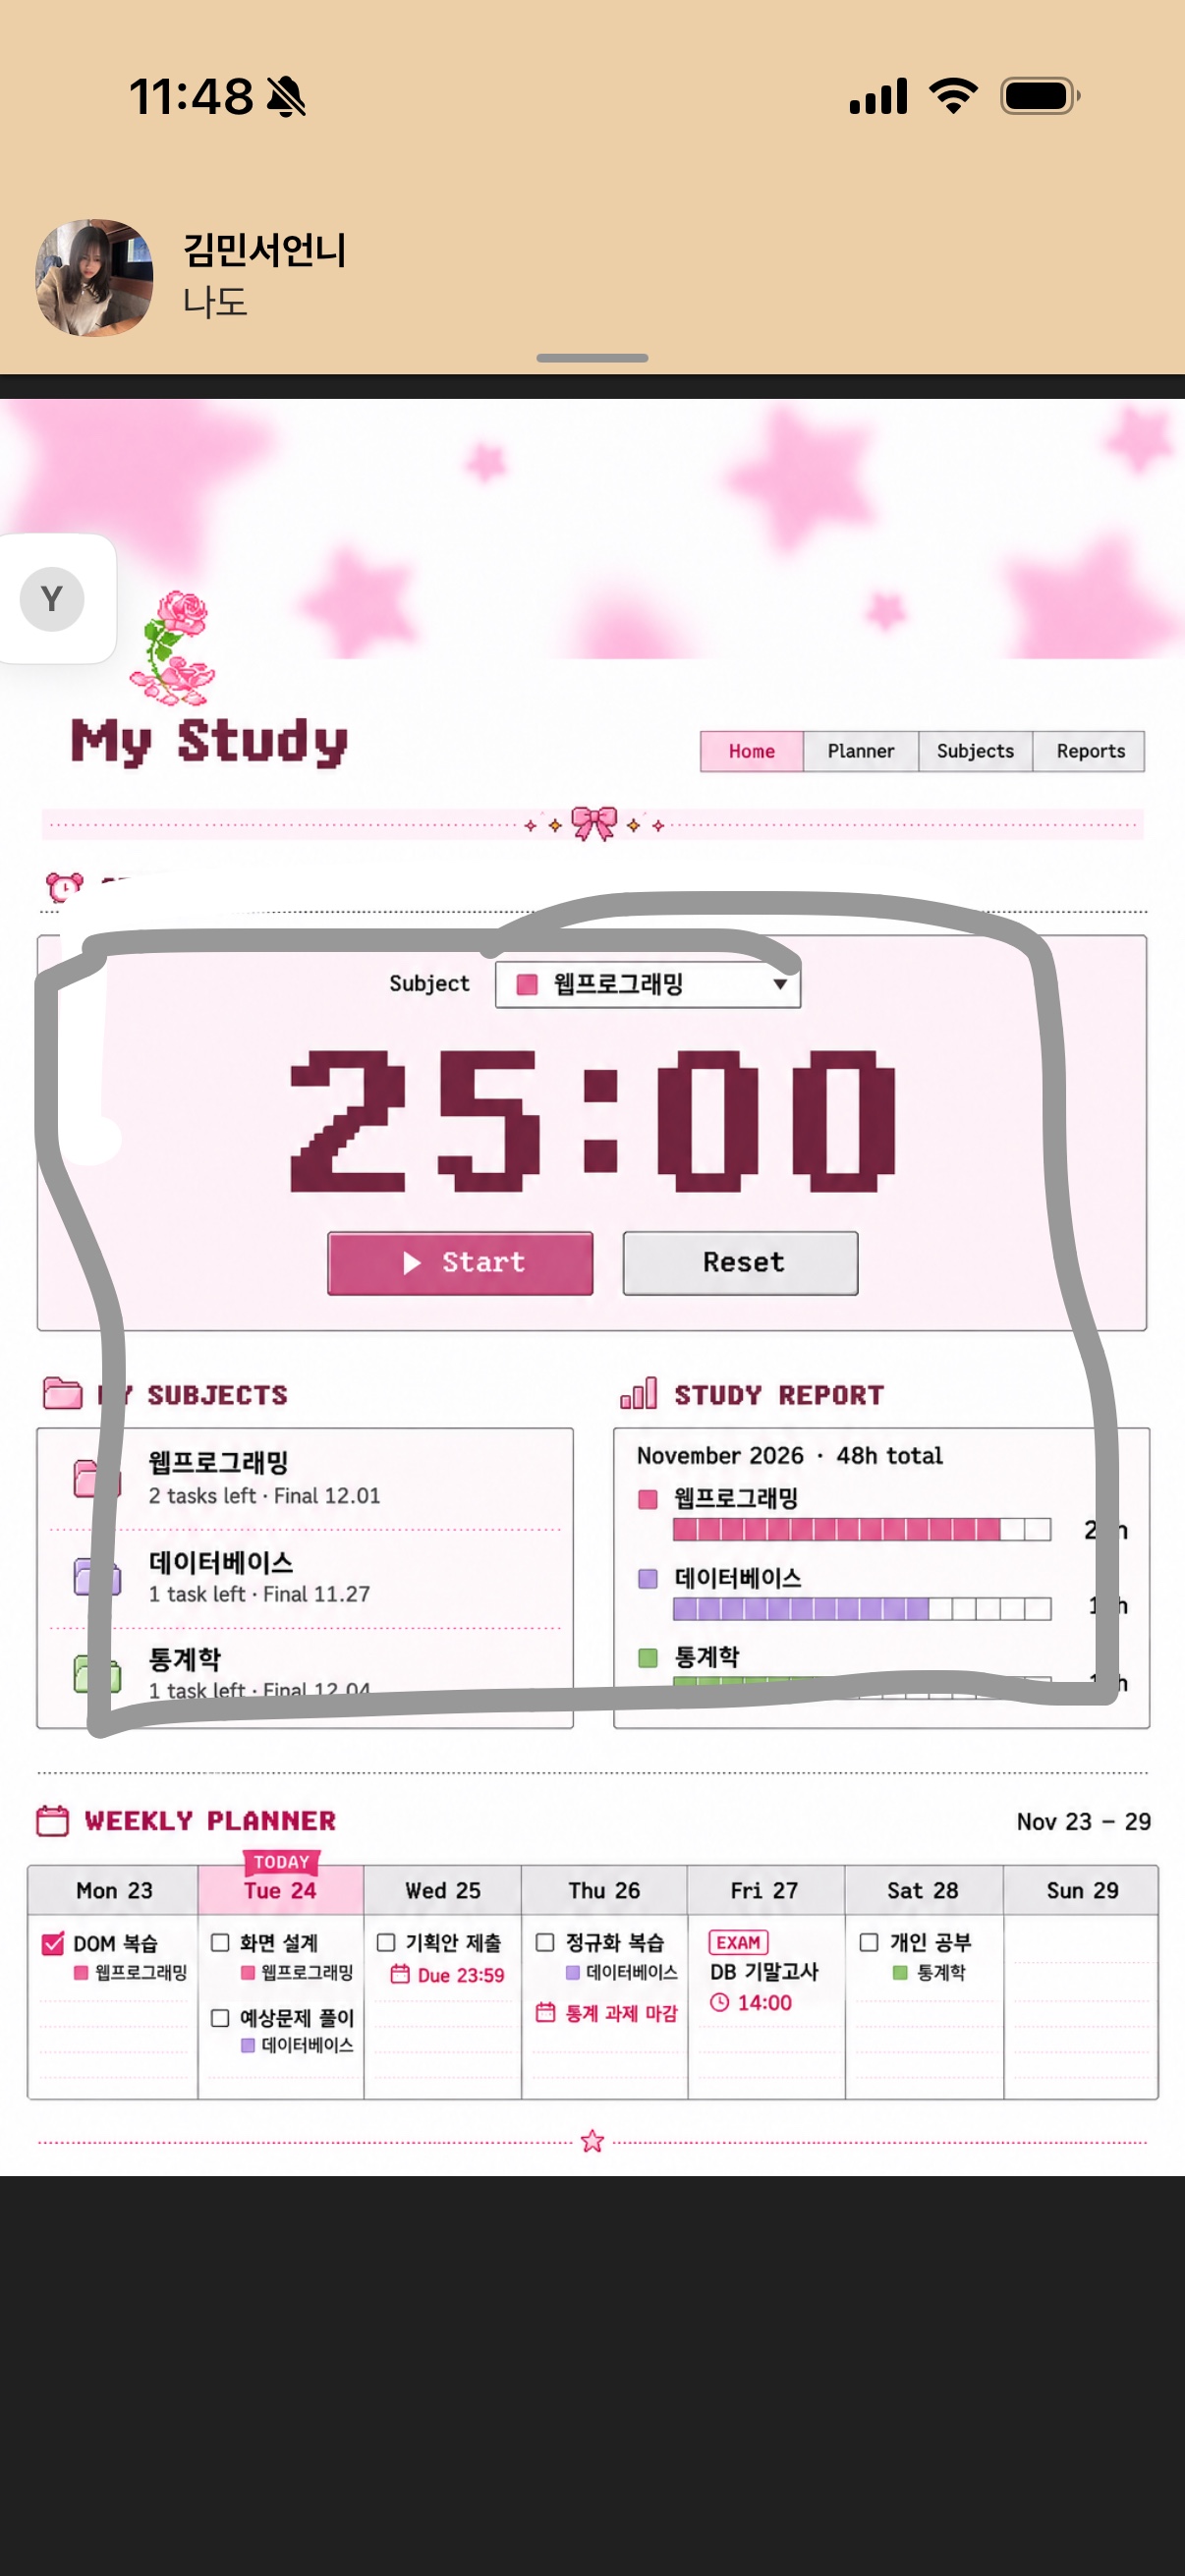 11:48
김민서언니
나도
Y
My Study
Home Planner Subjects Reports
Subject 웹프로그래밍
25:00
Start Reset
SUBJECTS
웹프로그래밍
2 tasks left · Final 12.01
데이터베이스
1 task left · Final 11.27
통계학
1 task left · Final 12.04
STUDY REPORT
November 2026 · 48h total
웹프로그래밍
데이터베이스
통계학
WEEKLY PLANNER
Nov 23 – 29
TODAY
Mon 23 Tue 24 Wed 25 Thu 26 Fri 27 Sat 28 Sun 29
DOM 복습
웹프로그래밍
화면 설계
웹프로그래밍
예상문제 풀이
데이터베이스
기획안 제출
Due 23:59
정규화 복습
데이터베이스
통계 과제 마감
EXAM
DB 기말고사
14:00
개인 공부
통계학